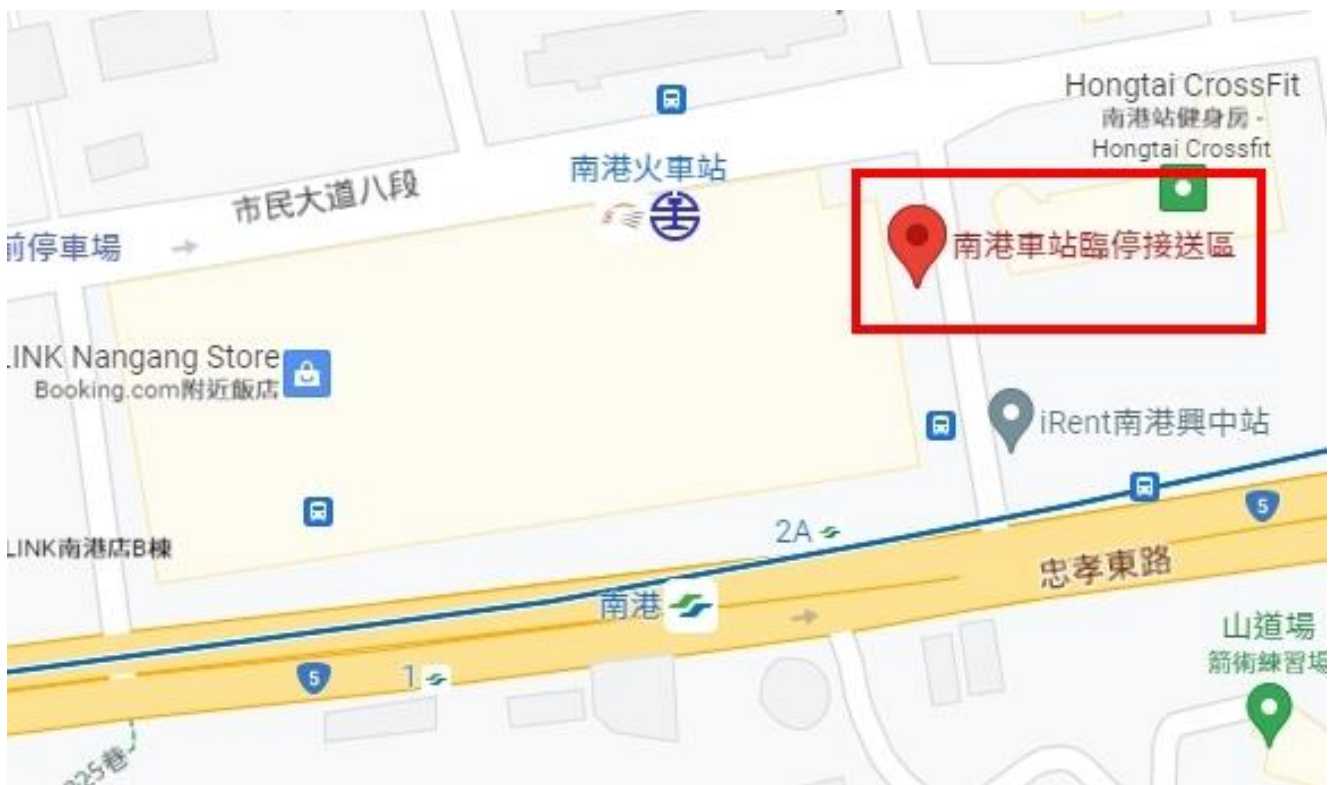 Hongtai CrossFit
南港站健身房 -
Hongtai Crossfit
南港火車站
市民大道八段
前停車場
南港車站臨停接送區
LINK Nangang Store
Booking.com附近飯店
iRent南港興中站
5
2A
LINK南港店B棟
忠孝東路
南港
山道場
箭術練習場
5
1
825巷